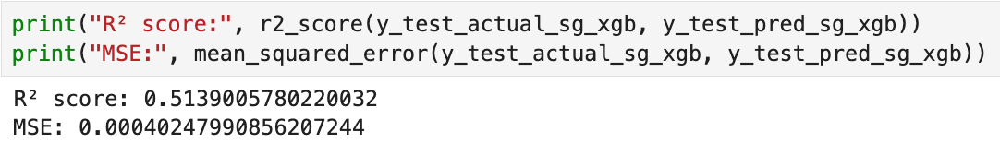 print("R² score:", r2_score(y_test_actual_sg_xgb, y_test_pred_sg_xgb))
print("MSE:", mean_squared_error(y_test_actual_sg_xgb, y_test_pred_sg_xgb))
R² score: 0.5139005780220032
MSE: 0.00040247990856207244